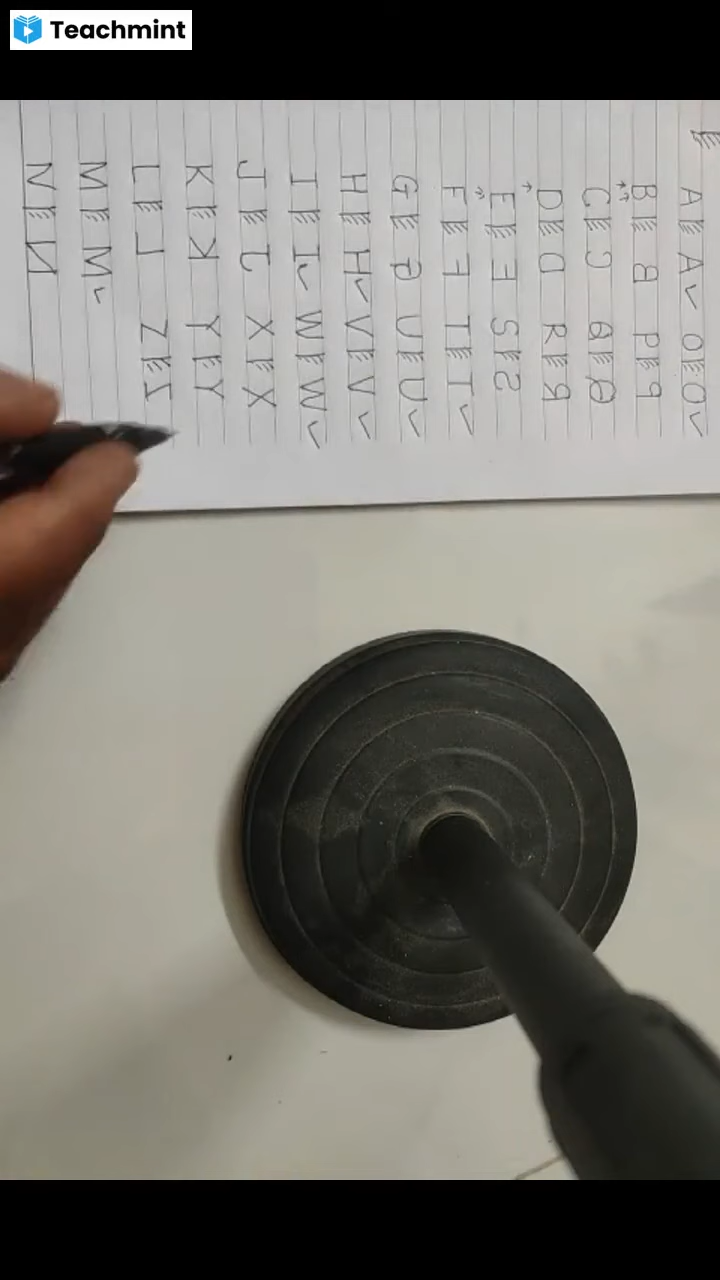 Teachmint
A A ✓ O O ✓
B B P ꟼ
C Ɔ Q Q
D D R Я
E Ǝ S Ƨ
F ꟻ T T ✓
G G U U ✓
H H ✓ V V ✓
I I ✓ W W ✓
J J X X
K K Y Y
L ⅃ Z Z
M M ✓
N И